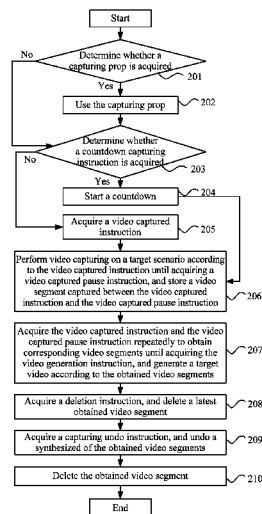 Start
No
Determine whether a
capturing prop is acquired
201
Yes
Use the capturing prop
202
Determine whether
a countdown capturing
instruction is acquired
203
No
Yes
204
Start a countdown
Acquire a video captured
instruction
205
Perform video capturing on a target scenario
according to the video captured instruction until acquiring
a video captured pause instruction, and store a video
segment captured between the video captured
instruction and the video captured pause instruction
206
Acquire the video captured instruction and the video
captured pause instruction repeatedly to obtain
corresponding video segments until acquiring the
video generation instruction, and generate a target
video according to the obtained video segments
207
Acquire a deletion instruction, and delete a latest
obtained video segment
208
Acquire a capturing undo instruction, and undo a
synthesized of the obtained video segments
209
Delete the obtained video segment
210
End